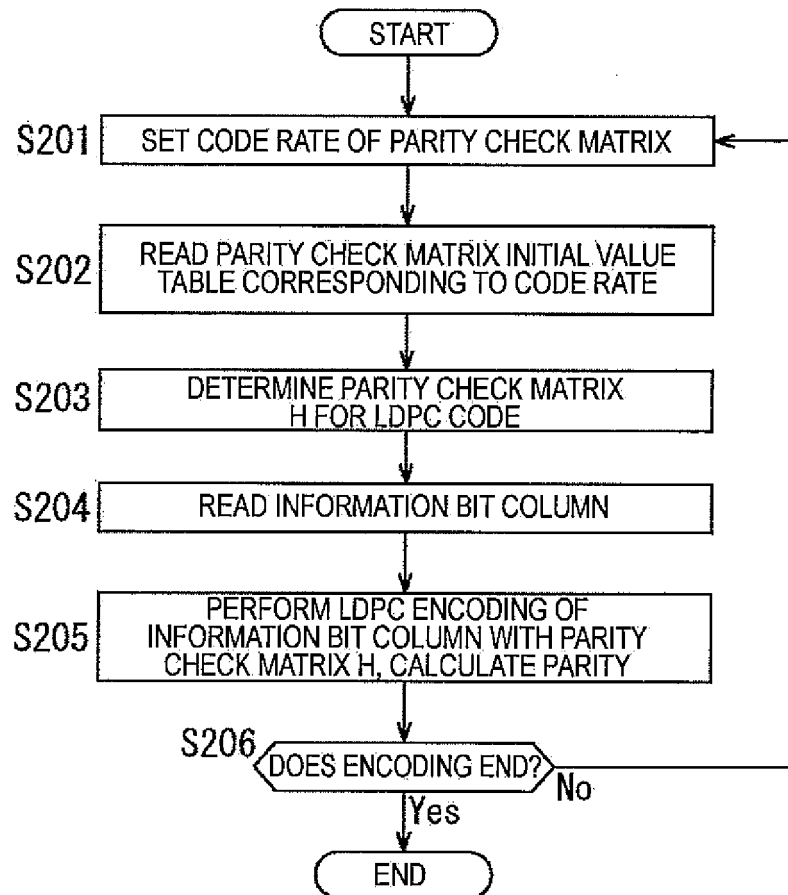 START
S201
SET CODE RATE OF PARITY CHECK MATRIX
S202
READ PARITY CHECK MATRIX INITIAL VALUE
TABLE CORRESPONDING TO CODE RATE
S203
DETERMINE PARITY CHECK MATRIX
H FOR LDPC CODE
S204
READ INFORMATION BIT COLUMN
S205
PERFORM LDPC ENCODING OF
INFORMATION BIT COLUMN WITH PARITY
CHECK MATRIX H, CALCULATE PARITY
S206
DOES ENCODING END?
No
Yes
END